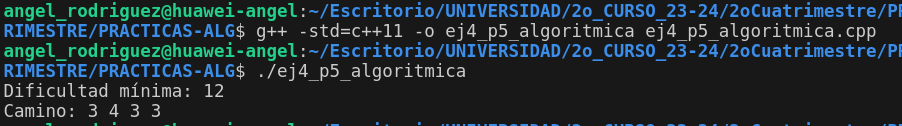 angel_rodriguez@huawei-angel:~/Escritorio/UNIVERSIDAD/2o_CURSO_23-24/2oCuatrimestre/P
RIMESTRE/PRACTICAS-ALG$ g++ -std=c++11 -o ej4_p5_algoritmica ej4_p5_algoritmica.cpp
angel_rodriguez@huawei-angel:~/Escritorio/UNIVERSIDAD/2o_CURSO_23-24/2oCuatrimestre/P
RIMESTRE/PRACTICAS-ALG$ ./ej4_p5_algoritmica
Dificultad mínima: 12
Camino: 3 4 3 3